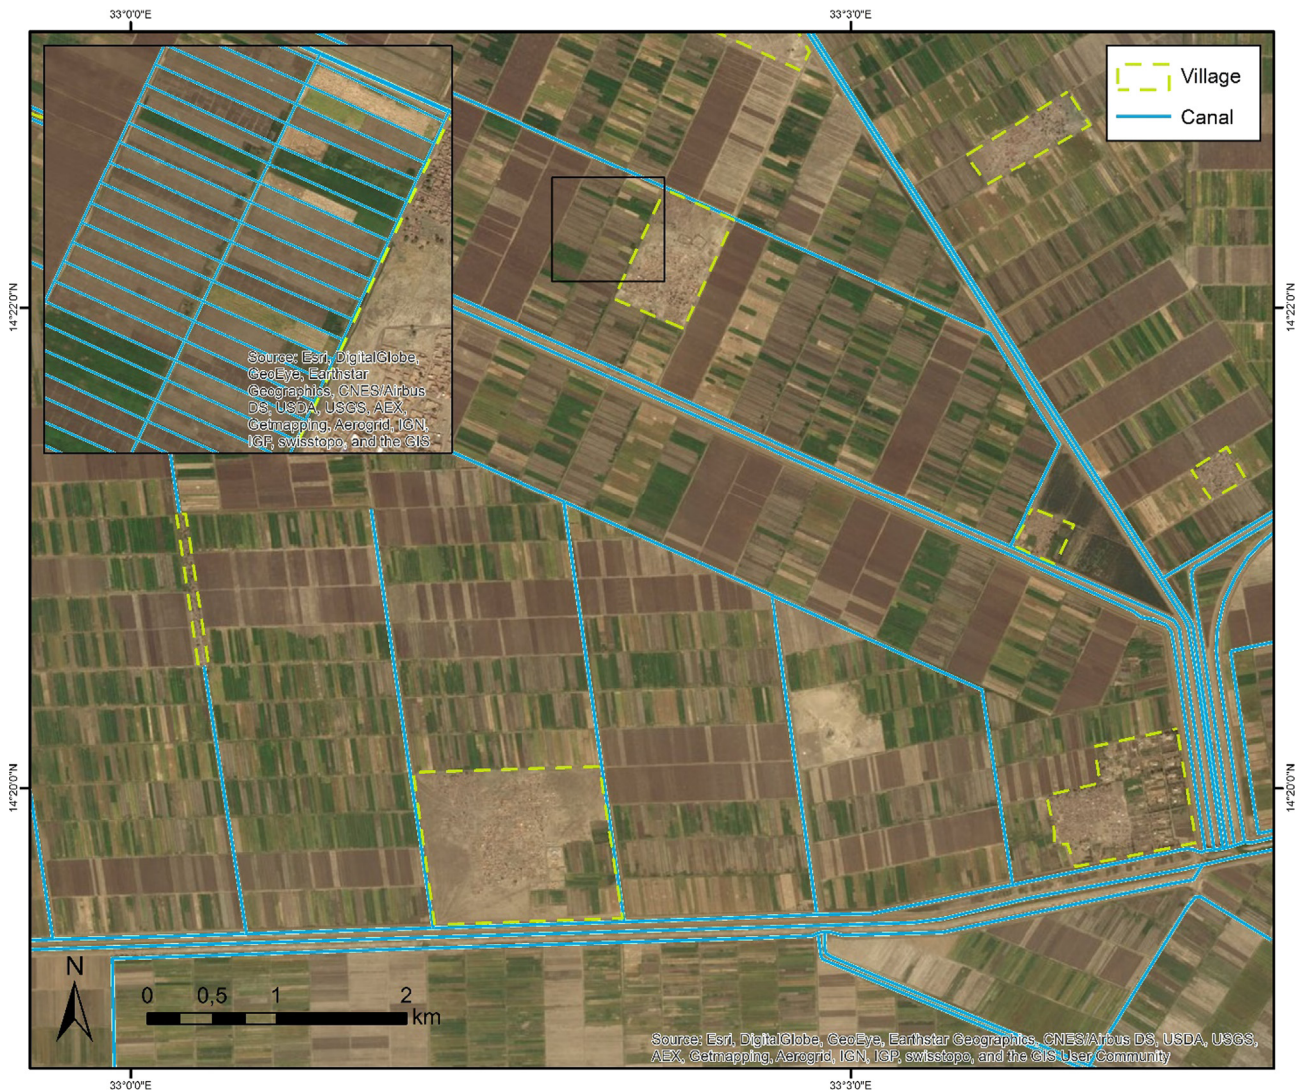 33°0'0"E 33°3'0"E
Village
Canal
14°22'0"N 14°22'0"N
Source: Esri, DigitalGlobe,
GeoEye, Earthstar
Geographics, CNES/Airbus
DS, USDA, USGS, AEX,
Getmapping, Aerogrid, IGN,
IGP, swisstopo, and the GIS
14°20'0"N 14°20'0"N
N
0 0,5 1 2
km
Source: Esri, DigitalGlobe, GeoEye, Earthstar Geographics, CNES/Airbus DS, USDA, USGS,
AEX, Getmapping, Aerogrid, IGN, IGP, swisstopo, and the GIS User Community
33°0'0"E 33°3'0"E